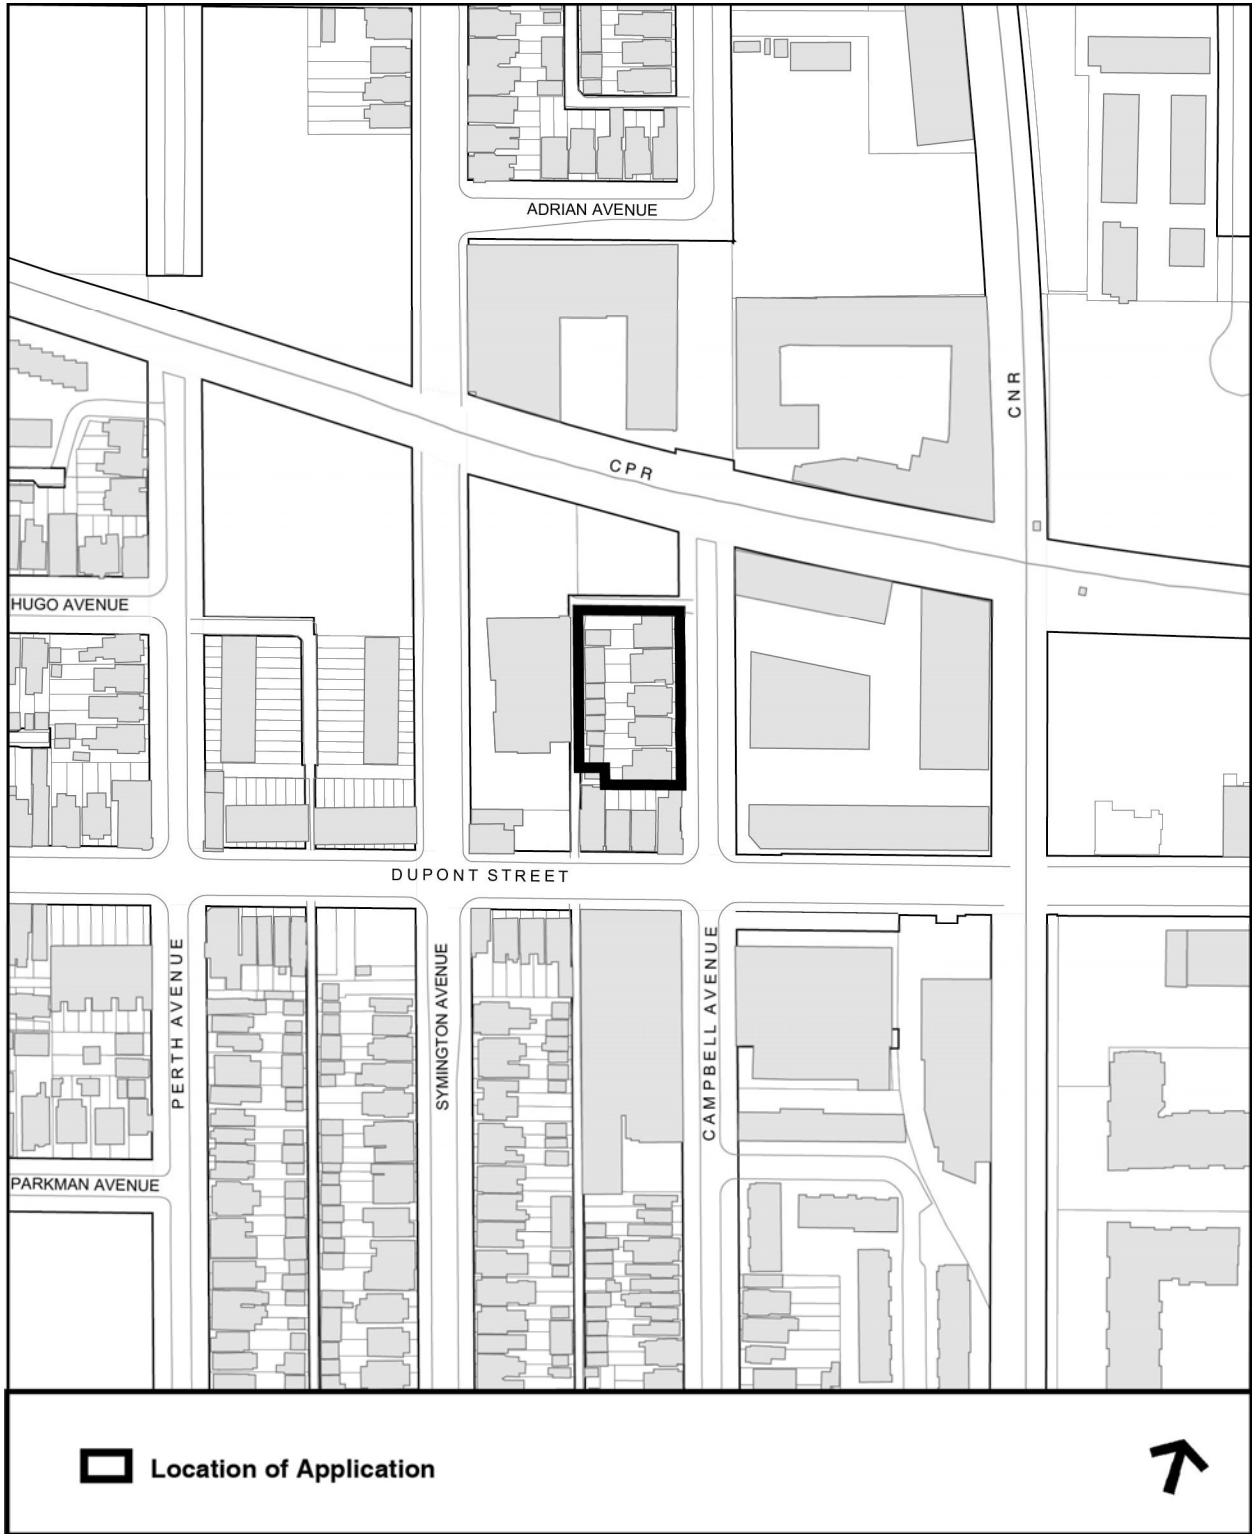 ADRIAN AVENUE
CNR
CPR
HUGO AVENUE
DUPONT STREET
PERTH AVENUE
SYMINGTON AVENUE
CAMPBELL AVENUE
PARKMAN AVENUE
Location of Application